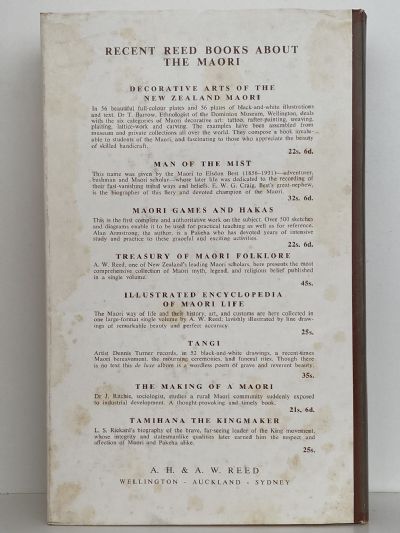 RECENT REED BOOKS ABOUT
THE MAORI
DECORATIVE ARTS OF THE
NEW ZEALAND MAORI
In 56 beautiful full-colour plates and 56 plates of black-and-white illustrations
and text, Dr T. Barrow, Ethnologist of the Dominion Museum, Wellington, deals
with the six categories of Maori decorative art: tattoo, rafter-painting, weaving,
plaiting, lattice-work and carving. The examples have been assembled from
museum and private collections all over the world. They compose a book invalu-
able to students of the Maori, and fascinating to those who appreciate the beauty
of skilled handicraft.
22s. 6d.
MAN OF THE MIST
This name was given by the Maori to Elsdon Best (1856-1931)—adventurer,
bushman and Maori scholar—whose later life was dedicated to the recording of
their fast-vanishing tribal ways and beliefs. E. W. G. Craig, Best's great-nephew,
is the biographer of this fiery and devoted champion of the Maori.
32s. 6d.
MAORI GAMES AND HAKAS
This is the first complete and authoritative work on the subject. Over 500 sketches
and diagrams enable it to be used for practical teaching as well as for reference.
Alan Armstrong, the author, is a Pakeha who has devoted years of intensive
study and practice to these graceful and exciting activities.
22s. 6d.
TREASURY OF MAORI FOLKLORE
A. W. Reed, one of New Zealand's leading Maori scholars, here presents the most
comprehensive collection of Maori myth, legend, and religious belief published
in a single volume.
45s.
ILLUSTRATED ENCYCLOPEDIA
OF MAORI LIFE
The Maori way of life and their history, art, and customs are here collected in
one large-format single volume by A. W. Reed, lavishly illustrated by line draw-
ings of remarkable beauty and perfect accuracy.
25s.
TANGI
Artist Dennis Turner records, in 52 black-and-white drawings, a recent-times
Maori bereavement, the mourning ceremonies, and funeral rites. Though there
is no text this de luxe album is a wordless poem of grave and reverent beauty.
35s.
THE MAKING OF A MAORI
Dr J. Ritchie, sociologist, studies a rural Maori community suddenly exposed
to industrial development. A thought-provoking and timely book.
21s. 6d.
TAMIHANA THE KINGMAKER
L. S. Rickard's biography of the brave, far-seeing leader of the King movement,
whose integrity and statesmanlike qualities later earned him the respect and
affection of Maori and Pakeha alike.
25s.
A. H. & A. W. REED
WELLINGTON - AUCKLAND - SYDNEY